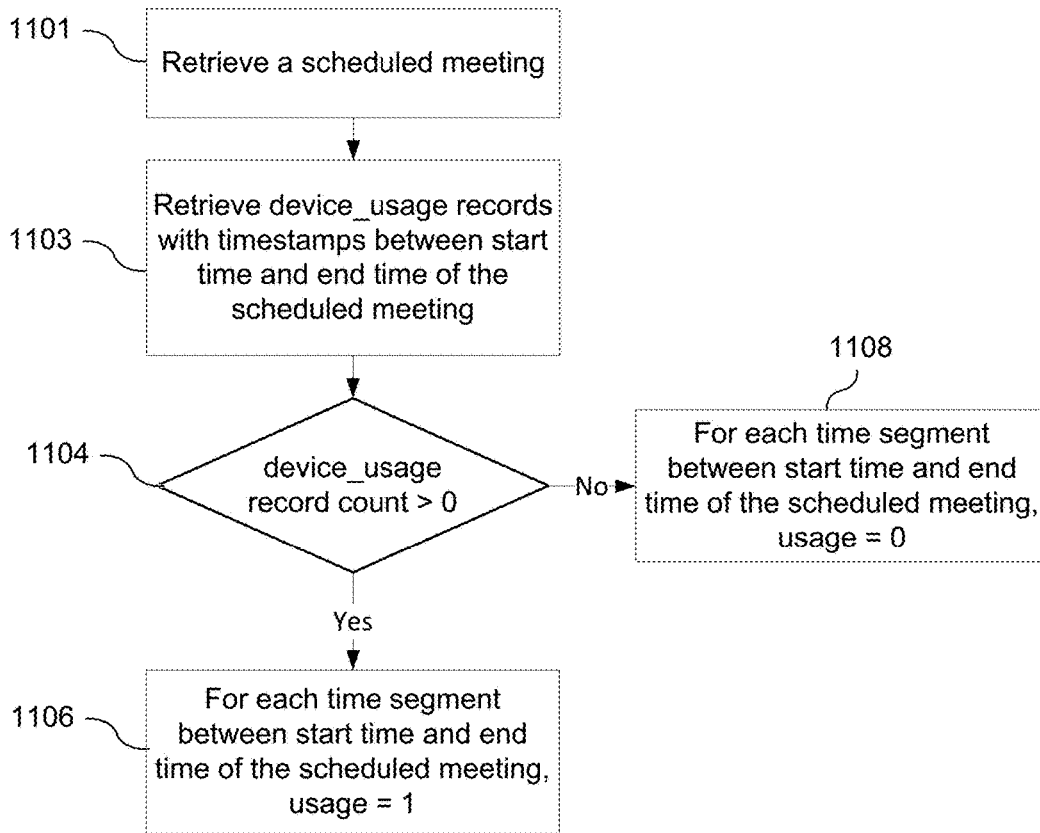 1101
Retrieve a scheduled meeting
1103
Retrieve device_usage records
with timestamps between start
time and end time of the
scheduled meeting
1104
device_usage
record count > 0
No
1108
For each time segment
between start time and end
time of the scheduled meeting,
usage = 0
Yes
1106
For each time segment
between start time and end
time of the scheduled meeting,
usage = 1